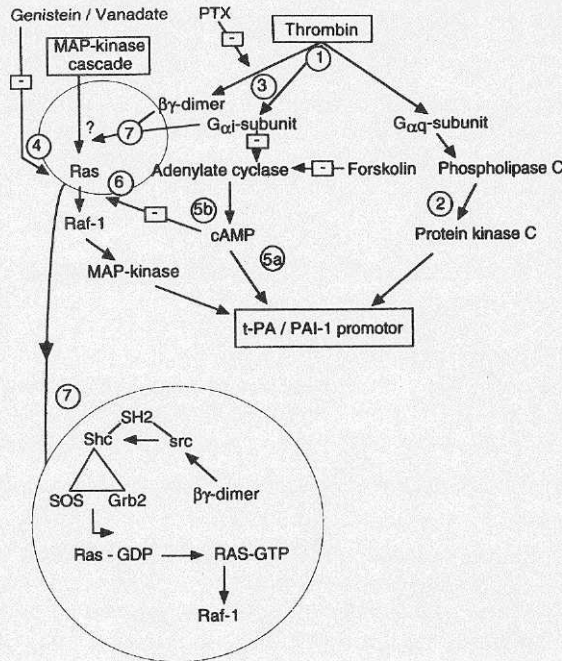 Genistein / Vanadate
PTX
-
Thrombin
MAP-kinase
cascade
-
1
3
βγ-dimer
?
7
Gαi-subunit
Gαq-subunit
-
4
Ras
6
Adenylate cyclase
-
Forskolin
Phospholipase C
5b
2
Raf-1
-
cAMP
Protein kinase C
5a
MAP-kinase
t-PA / PAI-1 promotor
7
SH2
Shc
src
SOS
Grb2
βγ-dimer
Ras - GDP
RAS-GTP
Raf-1